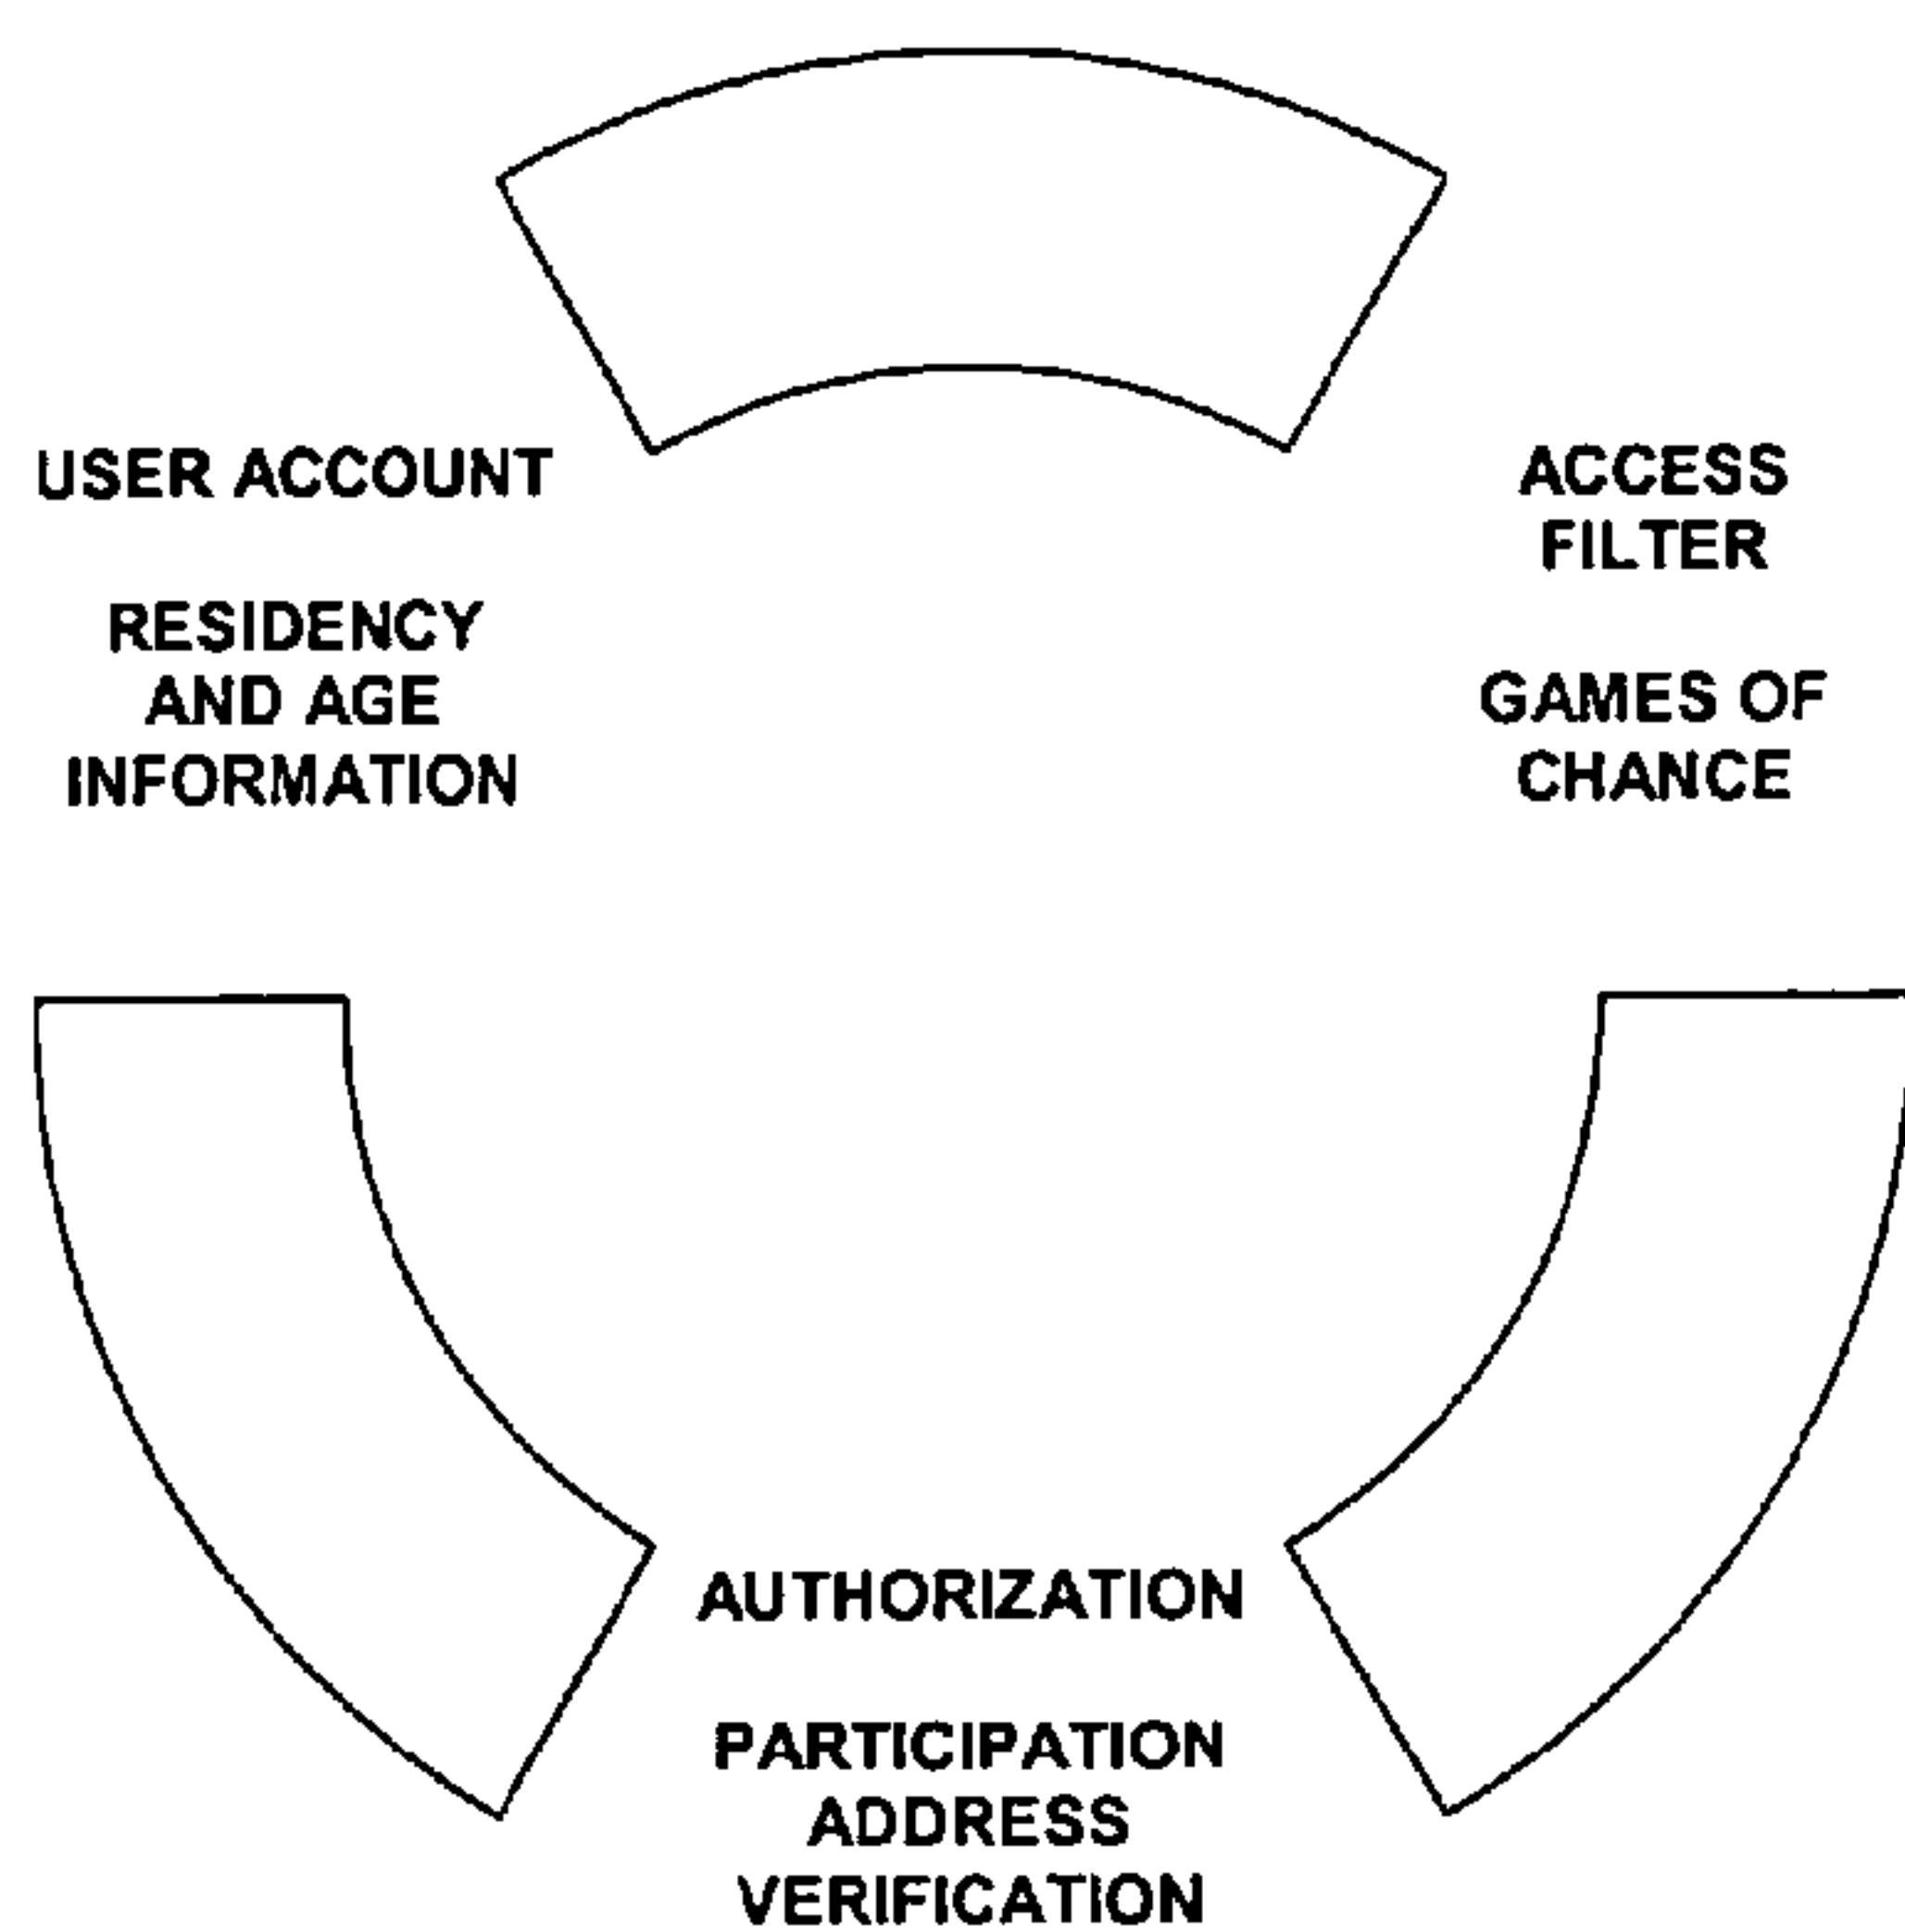 USER ACCOUNT
RESIDENCY
AND AGE
INFORMATION
ACCESS
FILTER
GAMES OF
CHANCE
AUTHORIZATION
PARTICIPATION
ADDRESS
VERIFICATION